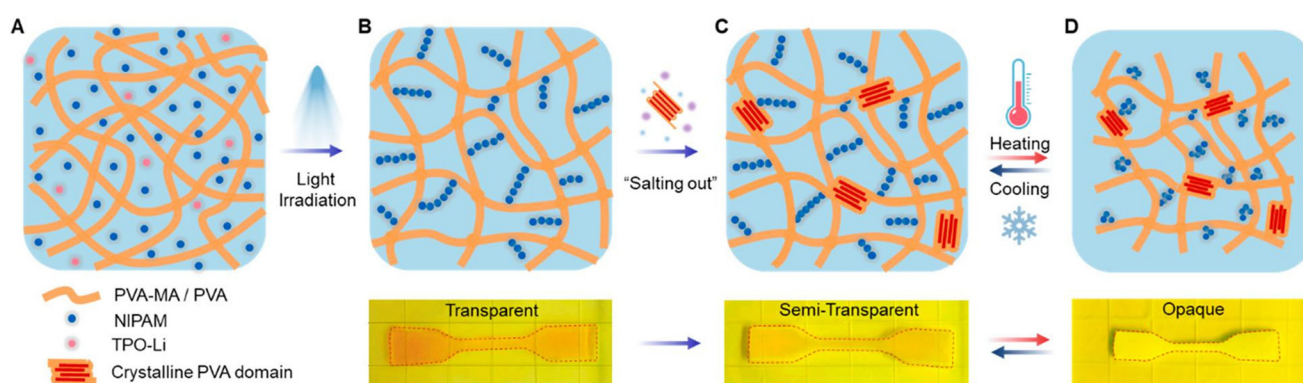 A
B
C
D
Light
Irradiation
“Salting out”
Heating
Cooling
PVA-MA / PVA
NIPAM
TPO-Li
Crystalline PVA domain
Transparent
Semi-Transparent
Opaque